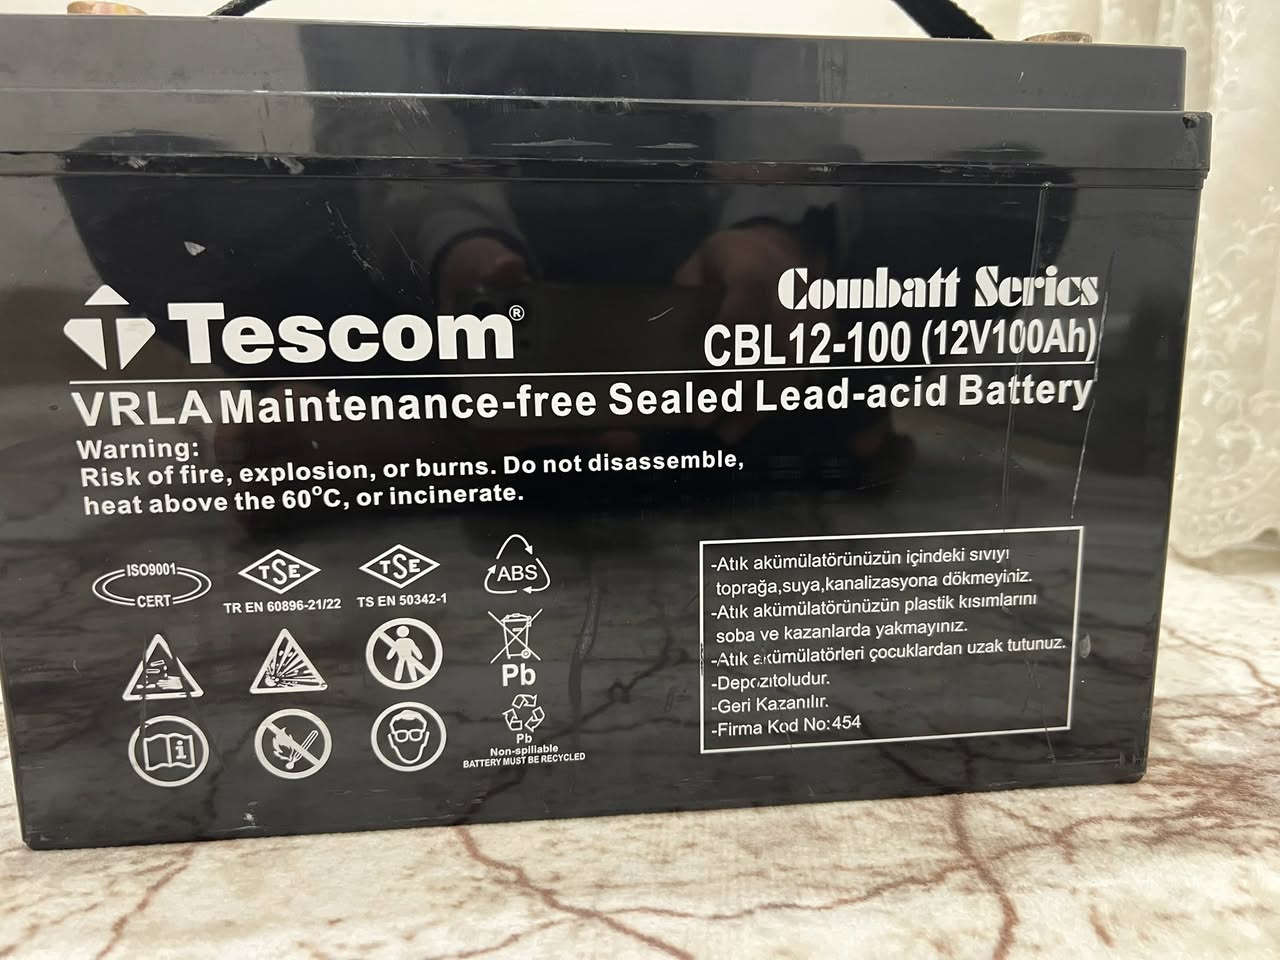 Tescom®
Combatt Series
CBL12-100 (12V100Ah)
VRLA Maintenance-free Sealed Lead-acid Battery
Warning:
Risk of fire, explosion, or burns. Do not disassemble,
heat above the 60°C, or incinerate.
ISO9001
CERT
TSE
TR EN 60896-21/22
TSE
TS EN 50342-1
ABS
Pb
Pb
Non-spillable
BATTERY MUST BE RECYCLED
i
-Atık akümülatörünüzün içindeki sıvıyı
toprağa,suya,kanalizasyona dökmeyiniz.
-Atık akümülatörünüzün plastik kısımlarını
soba ve kazanlarda yakmayınız.
-Atık akümülatörleri çocuklardan uzak tutunuz.
-Depozitoludur.
-Geri Kazanılır.
-Firma Kod No:454